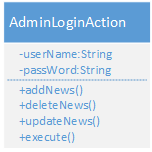 AdminLoginAction
-userName:String
-passWord:String
+addNews()
+deleteNews()
+updateNews()
+execute()